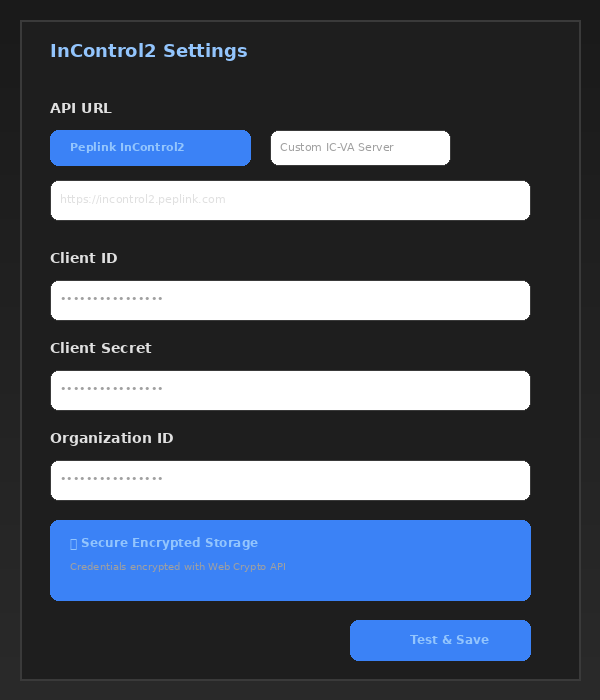 InControl2 Settings
API URL
Peplink InControl2
Custom IC-VA Server
https://incontrol2.peplink.com
Client ID
••••••••••••••••
Client Secret
••••••••••••••••
Organization ID
••••••••••••••••
Secure Encrypted Storage
Credentials encrypted with Web Crypto API
Test & Save